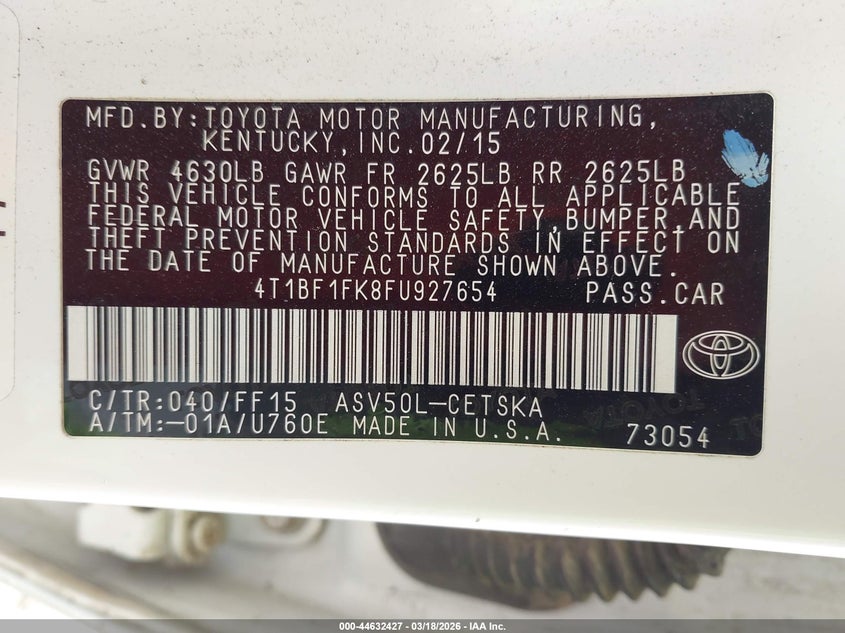 MFD.BY:TOYOTA MOTOR MANUFACTURING,
KENTUCKY, INC. 02/15
GVWR 4630LB GAWR FR 2625LB RR 2625LB
THIS VEHICLE CONFORMS TO ALL APPLICABLE
FEDERAL MOTOR VEHICLE SAFETY, BUMPER, AND
THEFT PREVENTION STANDARDS IN EFFECT ON
THE DATE OF MANUFACTURE SHOWN ABOVE.
4T1BF1FK8FU927654 PASS.CAR
C/TR:040/FF15 ASV50L-CETSKA
A/TM:-01A/U760E MADE IN U.S.A. 73054
000-44632427 - 03/18/2026 - IAA Inc.